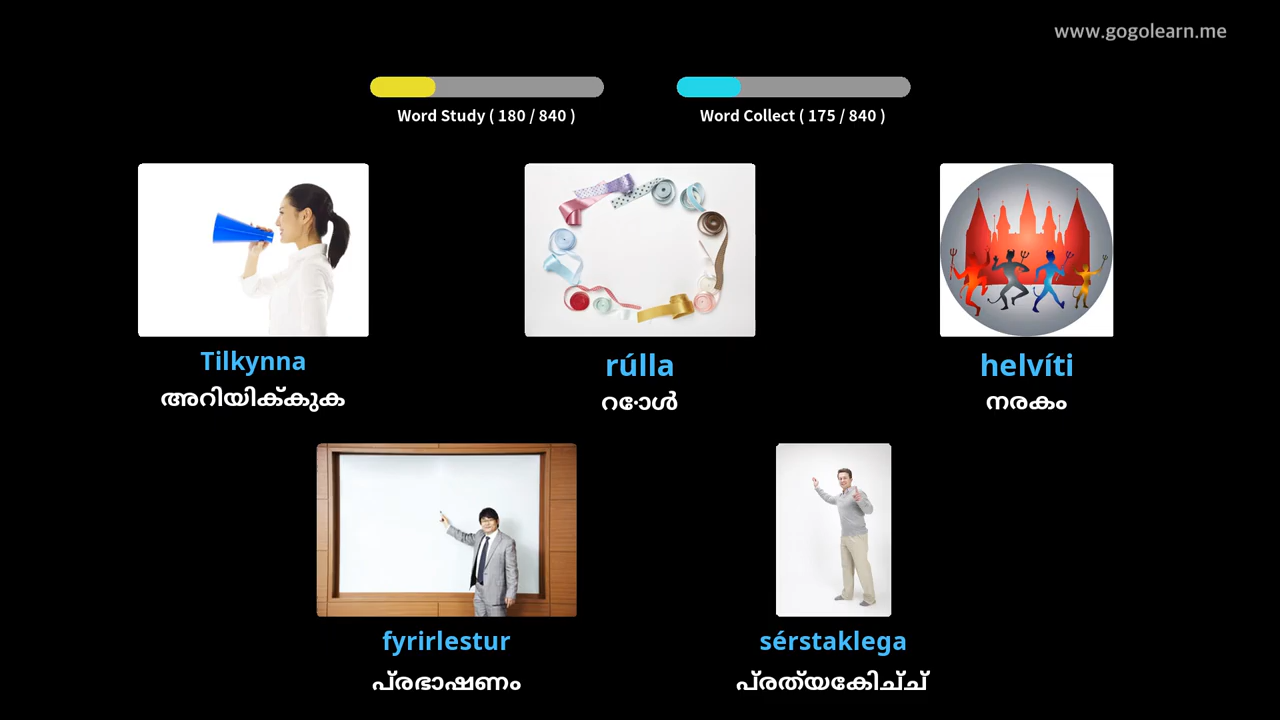 www.gogolearn.me
Word Study ( 180 / 840 )
Word Collect ( 175 / 840 )
Tilkynna
അറിയിക്കുക
rúlla
റോൾ
helvíti
നരകം
fyrirlestur
പ്രഭാഷണം
sérstaklega
പ്രത്യകേിച്ച്